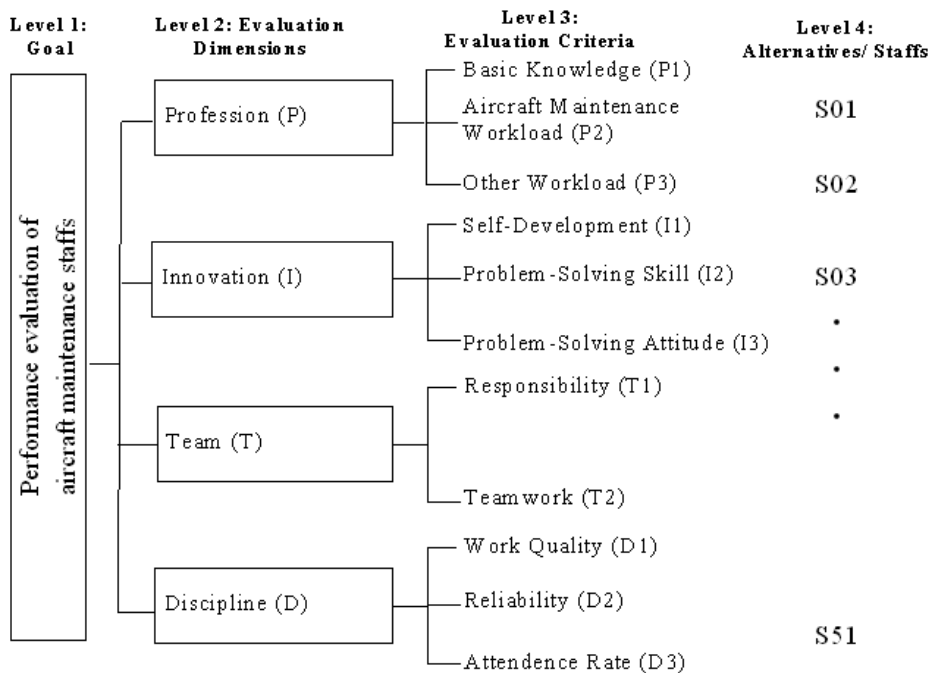 Level 1:
Goal
Level 2: Evaluation
Dimensions
Level 3:
Evaluation Criteria
Level 4:
Alternatives/ Staffs
Performance evaluation of
aircraft maintenance staffs
Profession (P)
Basic Knowledge (P1)
Aircraft Maintenance
Workload (P2)
Other Workload (P3)
Innovation (I)
Self-Development (I1)
Problem-Solving Skill (I2)
Problem-Solving Attitude (I3)
Team (T)
Responsibility (T1)
Teamwork (T2)
Discipline (D)
Work Quality (D1)
Reliability (D2)
Attendence Rate (D3)
S01
S02
S03
.
.
.
S51